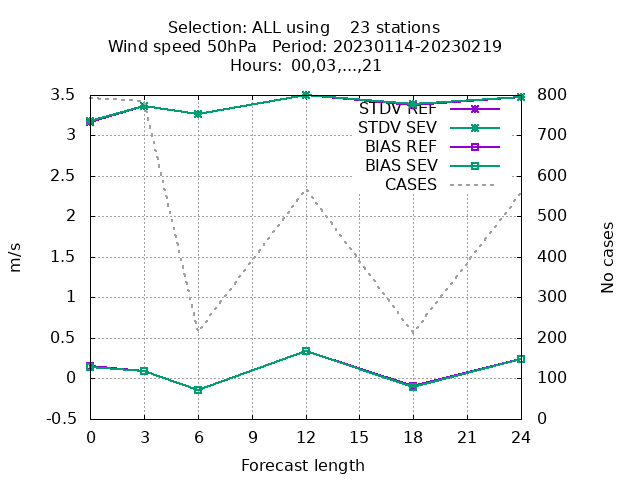 Selection: ALL using 23 stations
Wind speed 50hPa Period: 20230114-20230219
Hours: 00,03,...,21
3.5
3
2.5
2
1.5
1
0.5
0
-0.5
m/s
800
700
600
500
400
300
200
100
0
No cases
STDV REF
STDV SEV
BIAS REF
BIAS SEV
CASES
0 3 6 9 12 15 18 21 24
Forecast length